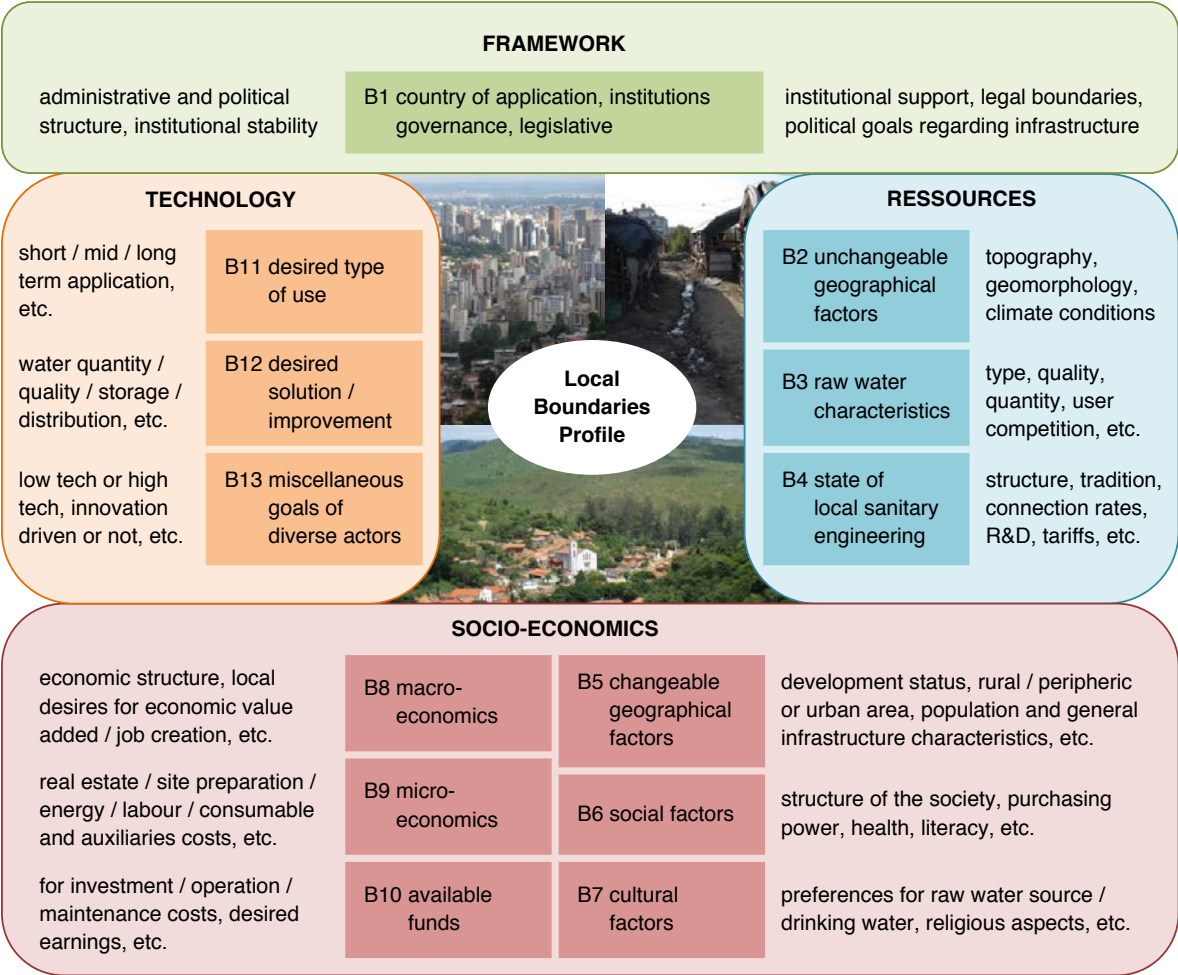 FRAMEWORK
administrative and political
structure, institutional stability
B1 country of application, institutions
governance, legislative
institutional support, legal boundaries,
political goals regarding infrastructure
TECHNOLOGY
short / mid / long
term application,
etc.
B11 desired type
of use
water quantity /
quality / storage /
distribution, etc.
B12 desired
solution /
improvement
low tech or high
tech, innovation
driven or not, etc.
B13 miscellaneous
goals of
diverse actors
Local
Boundaries
Profile
RESSOURCES
B2 unchangeable
geographical
factors
topography,
geomorphology,
climate conditions
B3 raw water
characteristics
type, quality,
quantity, user
competition, etc.
B4 state of
local sanitary
engineering
structure, tradition,
connection rates,
R&D, tariffs, etc.
SOCIO-ECONOMICS
economic structure, local
desires for economic value
added / job creation, etc.
B8 macro-
economics
B5 changeable
geographical
factors
development status, rural / peripheric
or urban area, population and general
infrastructure characteristics, etc.
real estate / site preparation /
energy / labour / consumable
and auxiliaries costs, etc.
B9 micro-
economics
B6 social factors
structure of the society, purchasing
power, health, literacy, etc.
for investment / operation /
maintenance costs, desired
earnings, etc.
B10 available
funds
B7 cultural
factors
preferences for raw water source /
drinking water, religious aspects, etc.